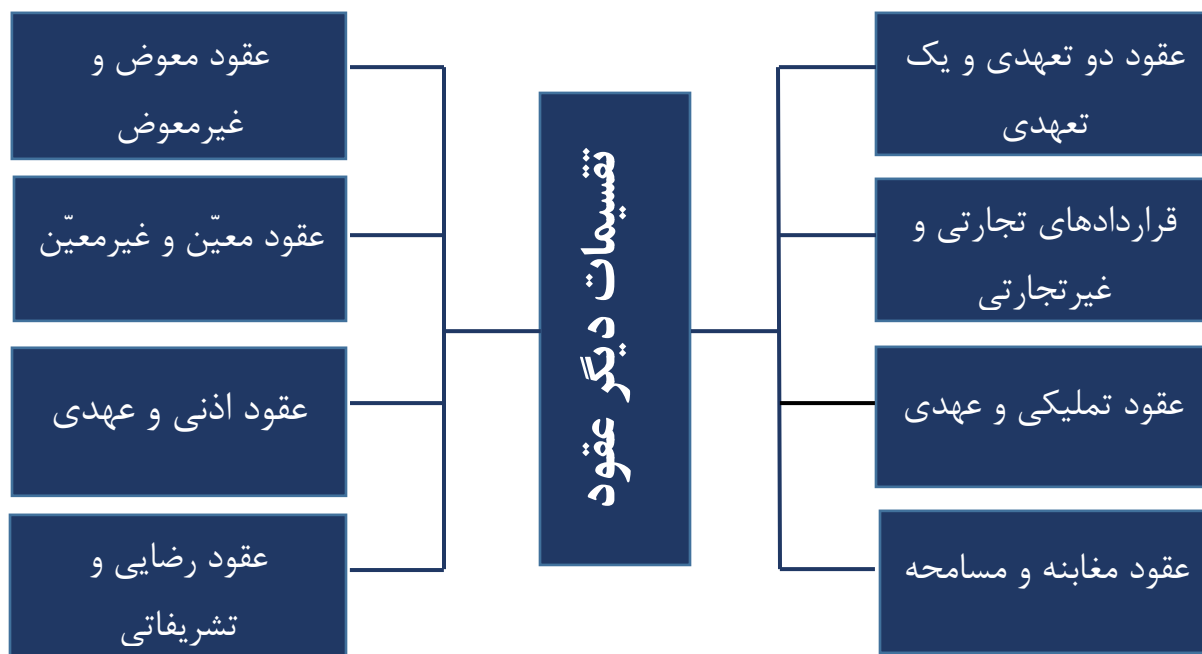 تقسیمات دیگر عقود
عقود دو تعهدی و یک
تعهدی
قراردادهای تجارتی و
غیرتجارتی
عقود تملیکی و عهدی
عقود مغابنه و مسامحه
عقود معوض و
غیرمعوض
عقود معیّن و غیرمعیّن
عقود اذنی و عهدی
عقود رضایی و
تشریفاتی